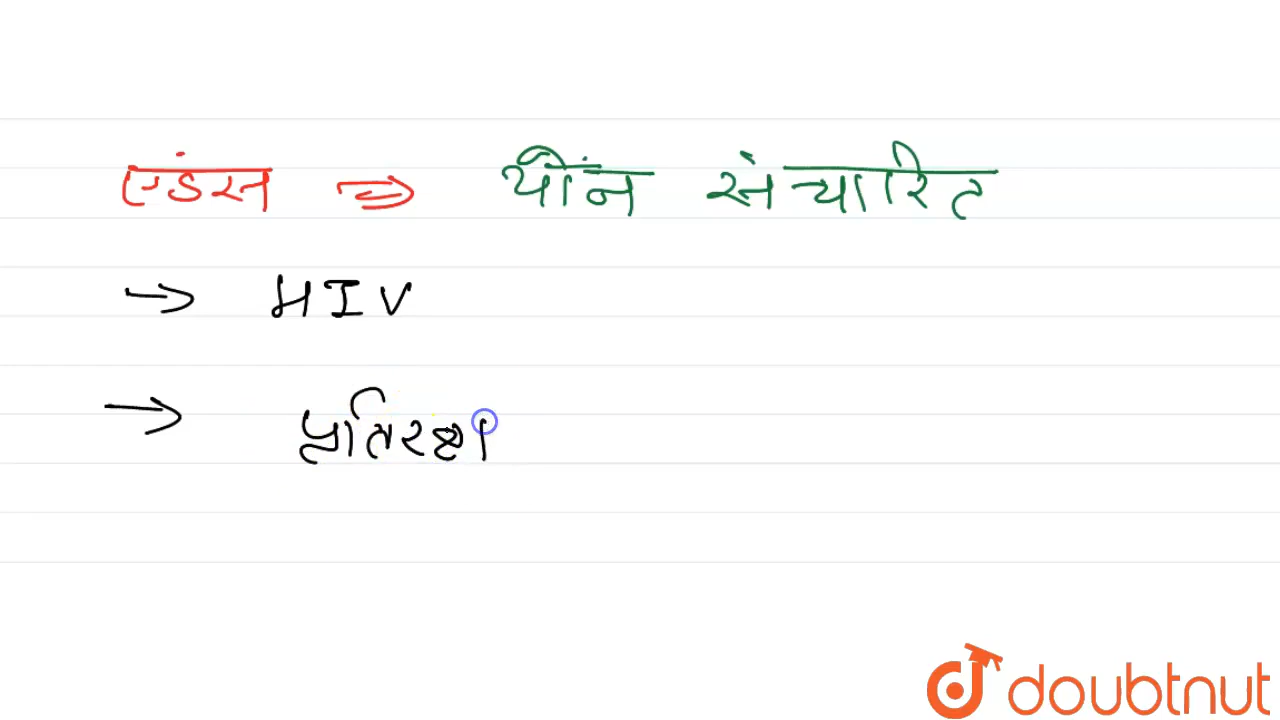 एडंस ⇒ यौंन संचारित
→ HIV
→ प्रतिरक्षा
doubtnut